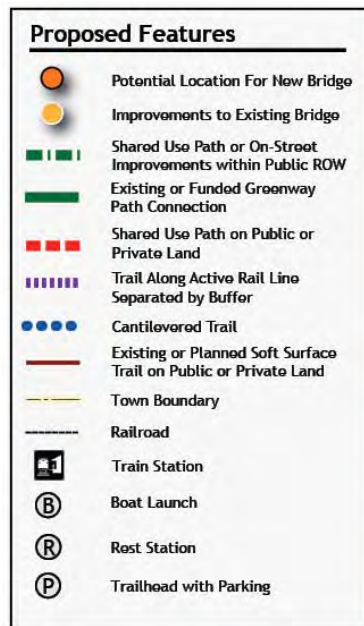 Proposed Features
Potential Location For New Bridge
Improvements to Existing Bridge
Shared Use Path or On-Street
Improvements within Public ROW
Existing or Funded Greenway
Path Connection
Shared Use Path on Public or
Private Land
Trail Along Active Rail Line
Separated by Buffer
Cantilevered Trail
Existing or Planned Soft Surface
Trail on Public or Private Land
Town Boundary
Railroad
Train Station
B Boat Launch
R Rest Station
P Trailhead with Parking